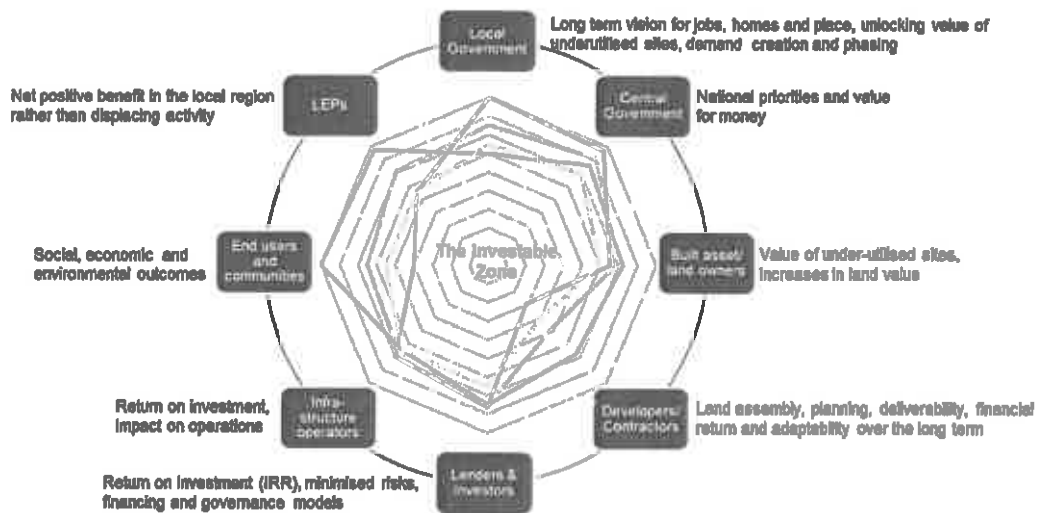 Local
Government
Long term vision for jobs, homes and place, unlocking value of
underutilised sites, demand creation and phasing
Central
Government
National priorities and value
for money
LEPs
Net positive benefit in the local region
rather than displacing activity
The Investable
Zone
End users
and
communities
Social, economic and
environmental outcomes
Built asset/
land owners
Value of under-utilised sites,
increases in land value
Infra-
structure
operators
Return on investment,
impact on operations
Developers/
Contractors
Land assembly, planning, deliverability, financial
return and adaptability over the long term
Lenders &
Investors
Return on investment (IRR), minimised risks,
financing and governance models